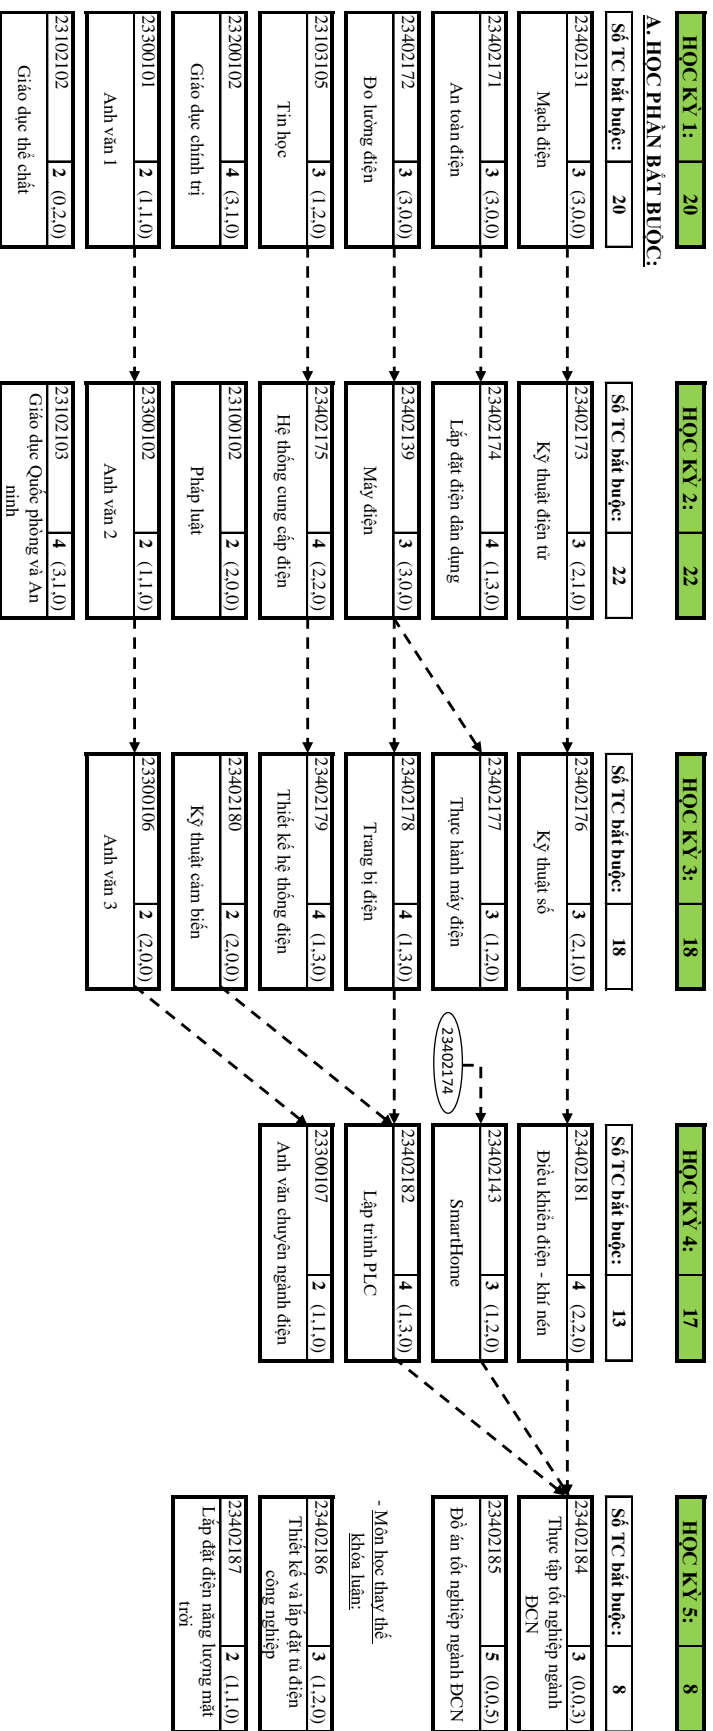 HỌC KỲ 1: 20
HỌC KỲ 2: 22
HỌC KỲ 3: 18
HỌC KỲ 4: 17
HỌC KỲ 5: 8
A. HỌC PHẦN BẮT BUỘC:
Số TC bắt buộc: 20
Số TC bắt buộc: 22
Số TC bắt buộc: 18
Số TC bắt buộc: 13
Số TC bắt buộc: 8
23402131 3 (3,0,0)
Mạch điện
23402173 3 (2,1,0)
Kỹ thuật điện tử
23402176 3 (2,1,0)
Kỹ thuật số
23402181 4 (2,2,0)
Điều khiển điện - khí nén
23402184 3 (0,0,3)
Thực tập tốt nghiệp ngành
ĐCN
23402171 3 (3,0,0)
An toàn điện
23402174 4 (1,3,0)
Lắp đặt điện dân dụng
23402177 3 (1,2,0)
Thực hành máy điện
23402174
23402143 3 (1,2,0)
SmartHome
23402185 5 (0,0,5)
Đồ án tốt nghiệp ngành ĐCN
23402172 3 (3,0,0)
Đo lường điện
23402139 3 (3,0,0)
Máy điện
23402178 4 (1,3,0)
Trang bị điện
23402182 4 (1,3,0)
Lập trình PLC
- Môn học thay thế
khóa luận:
23103105 3 (1,2,0)
Tin học
23402175 4 (2,2,0)
Hệ thống cung cấp điện
23402179 4 (1,3,0)
Thiết kế hệ thống điện
23300107 2 (1,1,0)
Anh văn chuyên ngành điện
23402186 3 (1,2,0)
Thiết kế và lắp đặt tủ điện
công nghiệp
23200102 4 (3,1,0)
Giáo dục chính trị
23100102 2 (2,0,0)
Pháp luật
23402180 2 (2,0,0)
Kỹ thuật cảm biến
23402187 2 (1,1,0)
Lắp đặt điện năng lượng mặt
trời
23300101 2 (1,1,0)
Anh văn 1
23300102 2 (1,1,0)
Anh văn 2
23300106 2 (2,0,0)
Anh văn 3
23102102 2 (0,2,0)
Giáo dục thể chất
23102103 4 (3,1,0)
Giáo dục Quốc phòng và An
ninh